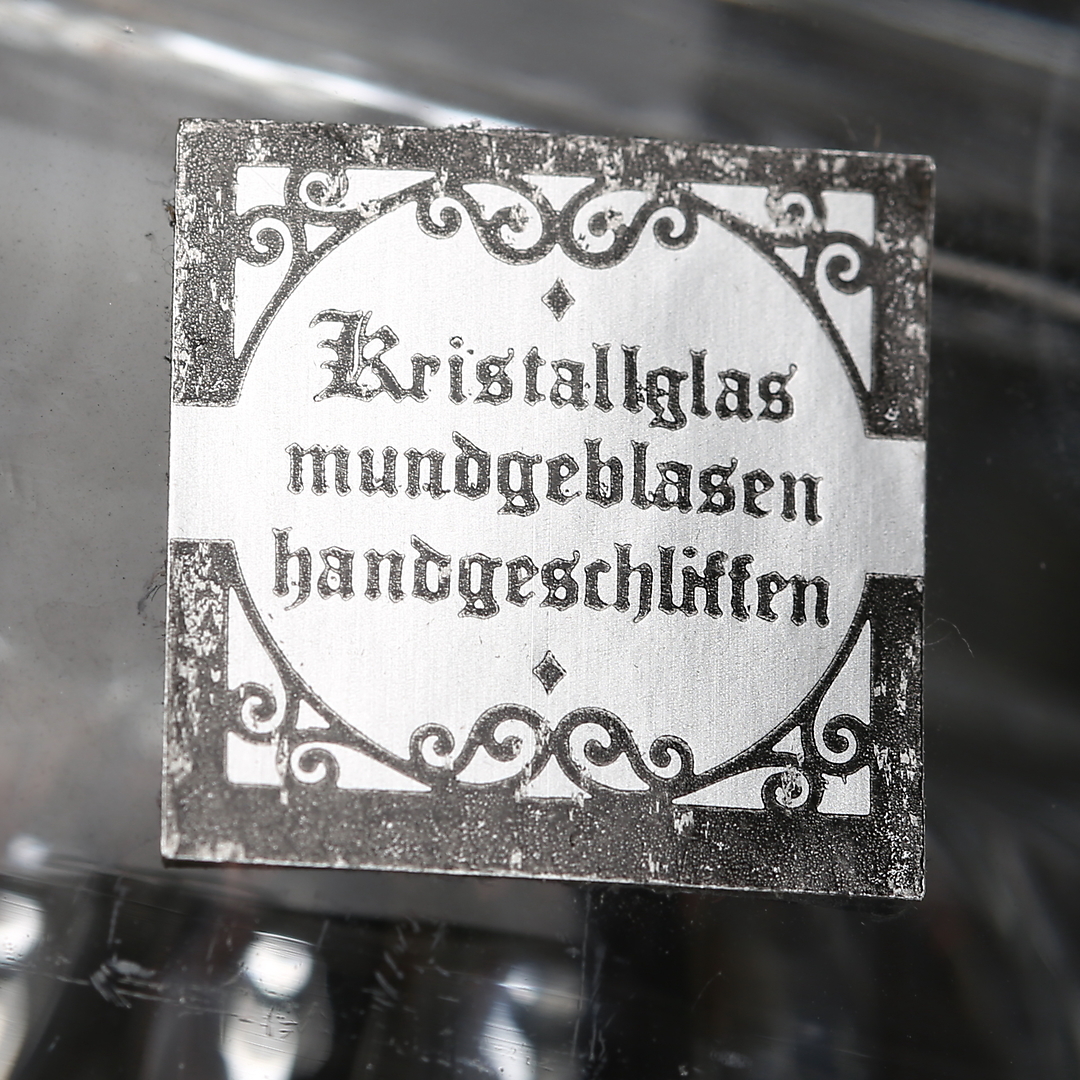 Kristallglas
mundgeblasen
handgeschliffen